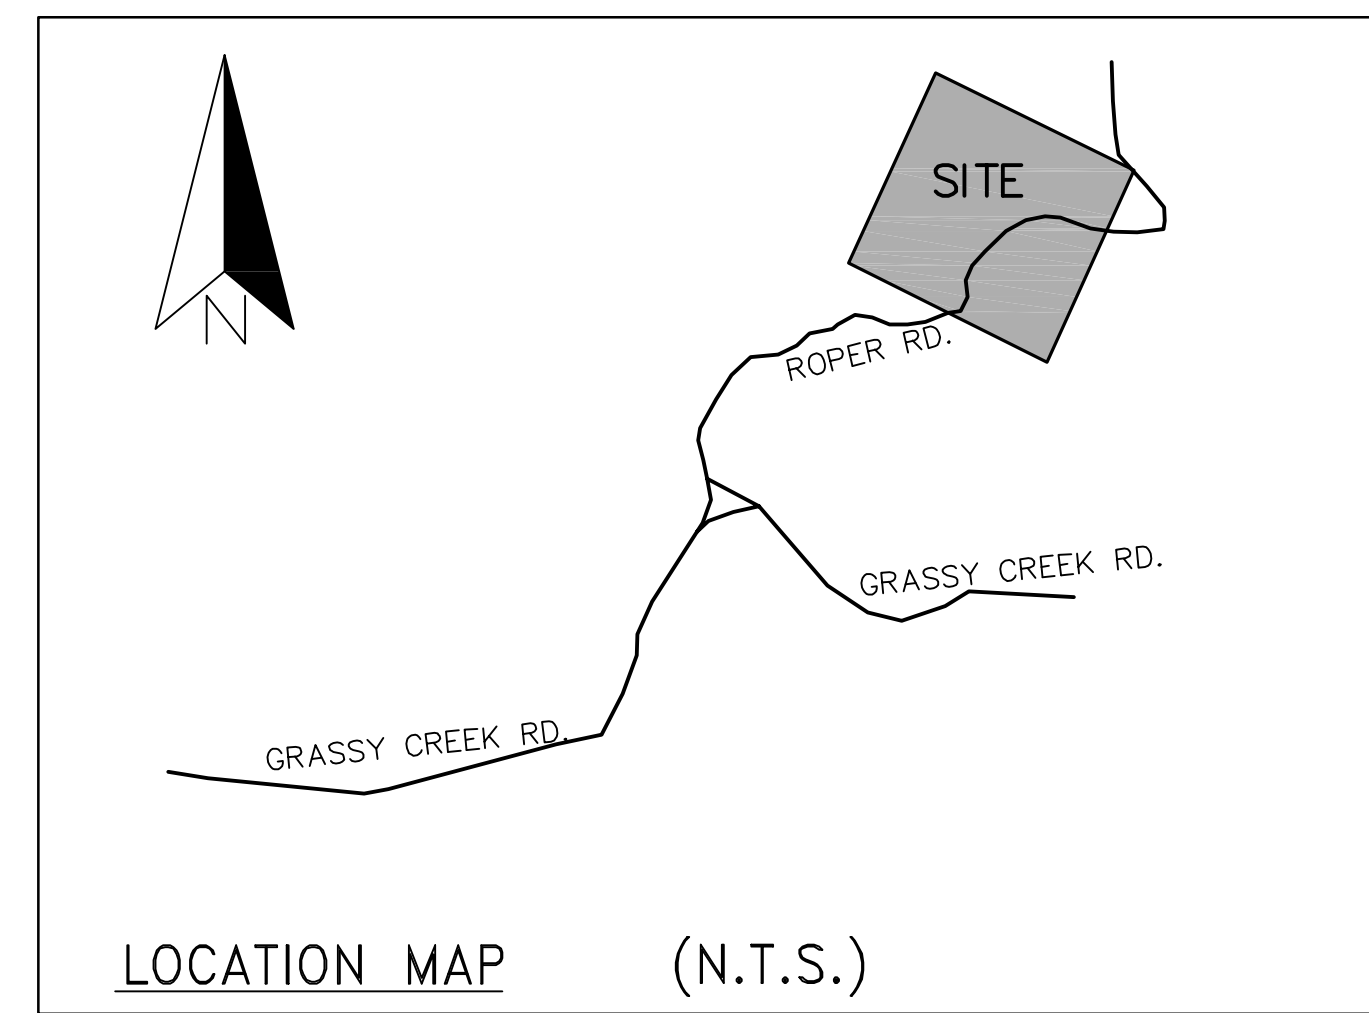 SITE
N
ROPER RD.
GRASSY CREEK RD.
GRASSY CREEK RD.
LOCATION MAP (N.T.S.)